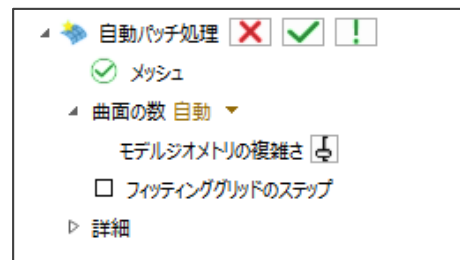 自動パッチ処理
メッシュ
曲面の数 自動
モデルジオメトリの複雑さ
フィッティンググリッドのステップ
詳細